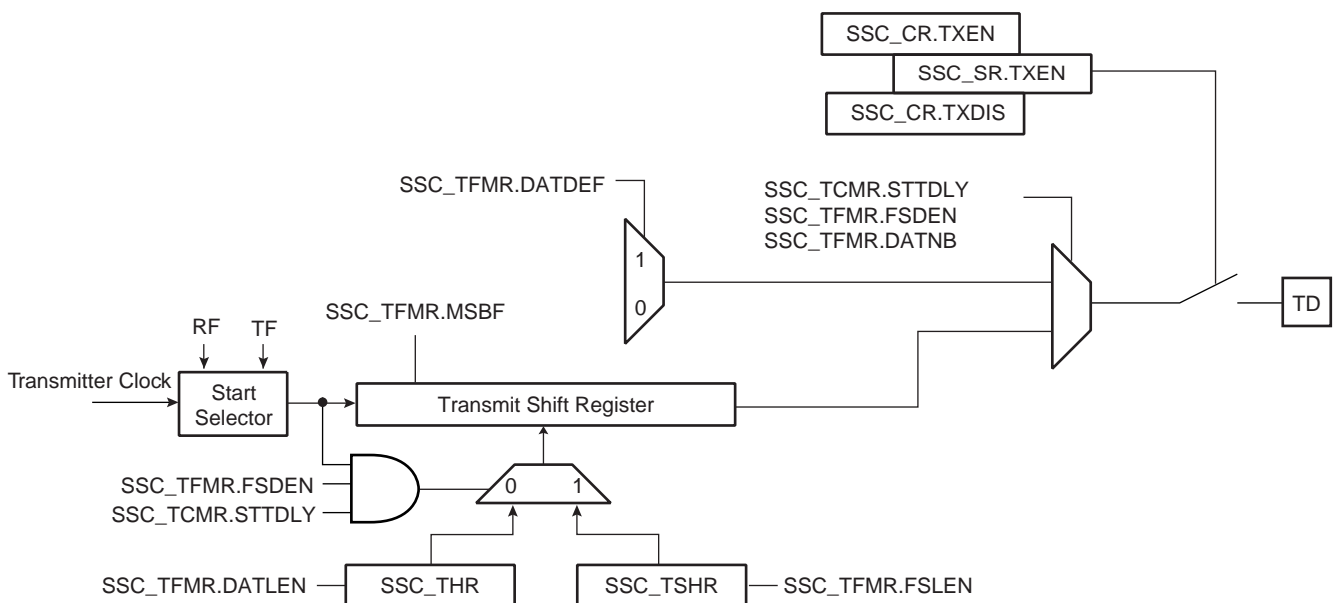 SSC_CR.TXEN
SSC_SR.TXEN
SSC_CR.TXDIS
SSC_TFMR.DATDEF
SSC_TCMR.STTDLY
SSC_TFMR.FSDEN
SSC_TFMR.DATNB
1
0
TD
SSC_TFMR.MSBF
RF
TF
Transmitter Clock
Start
Selector
Transmit Shift Register
SSC_TFMR.FSDEN
SSC_TCMR.STTDLY
0
1
SSC_TFMR.DATLEN
SSC_THR
SSC_TSHR
SSC_TFMR.FSLEN